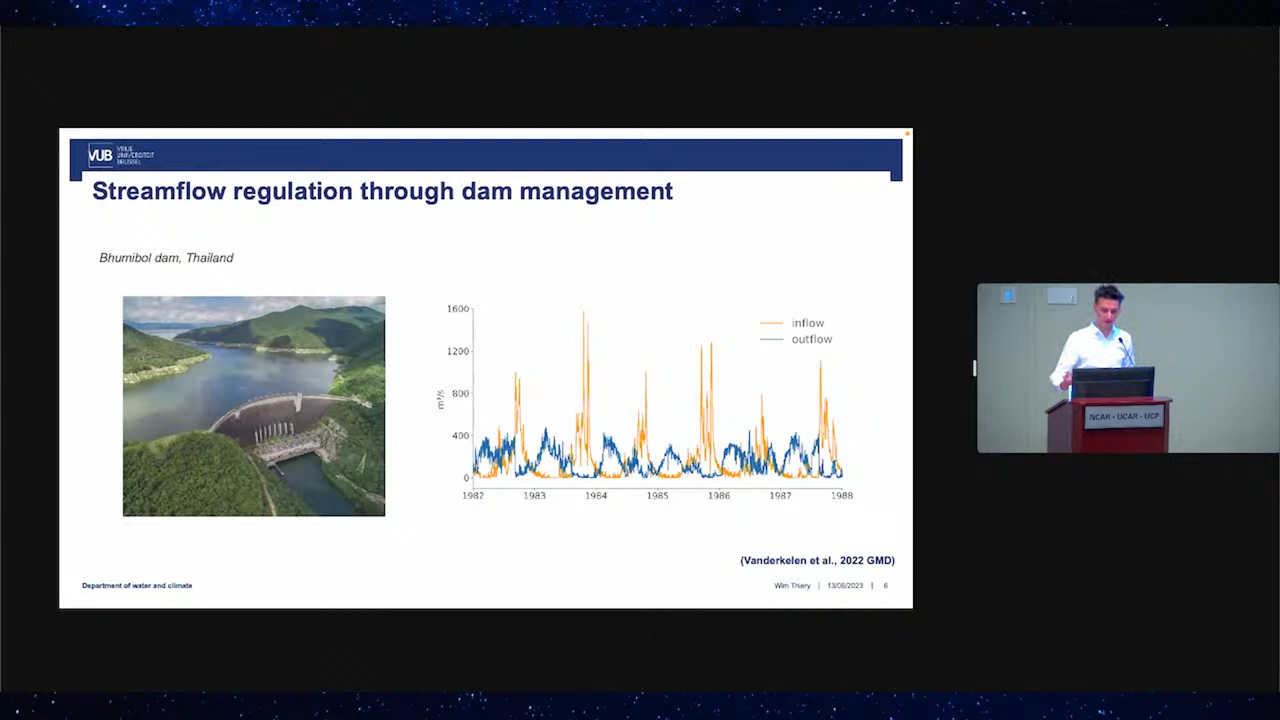 VUB
VRIJE
UNIVERSITEIT
BRUSSEL
Streamflow regulation through dam management
Bhumibol dam, Thailand
1600
1200
800
400
0
m³/s
inflow
outflow
1982 1983 1984 1985 1986 1987 1988
(Vanderkelen et al., 2022 GMD)
Department of water and climate
Wim Thiery | 13/06/2023 | 6
NCAR • UCAR - UCP